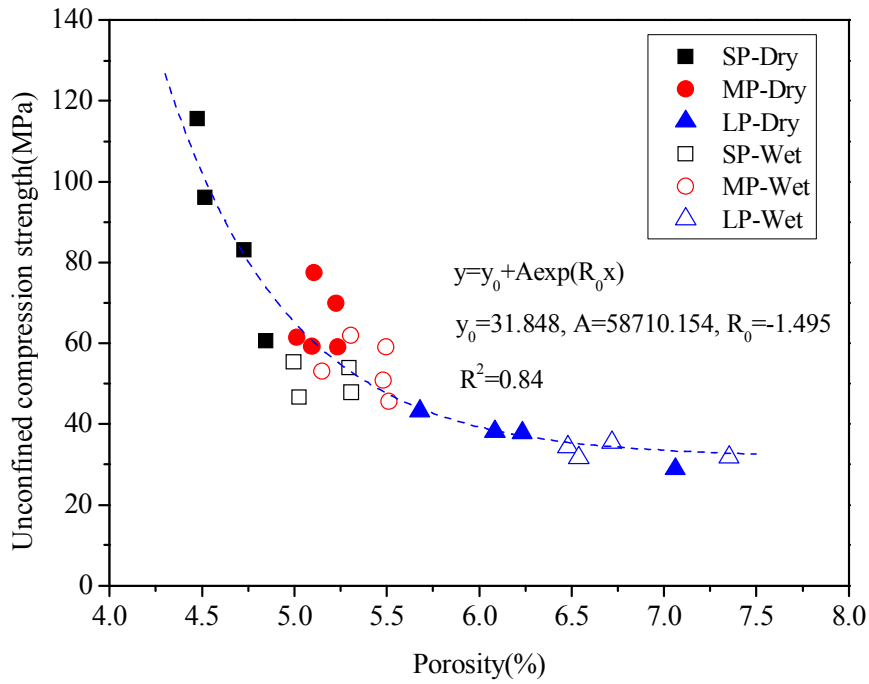 140
120
100
80
60
40
20
0
Unconfined compression strength(MPa)
SP-Dry
MP-Dry
LP-Dry
SP-Wet
MP-Wet
LP-Wet
y=y₀+Aexp(R₀x)
y₀=31.848, A=58710.154, R₀=-1.495
R²=0.84
4.0 4.5 5.0 5.5 6.0 6.5 7.0 7.5 8.0
Porosity(%)